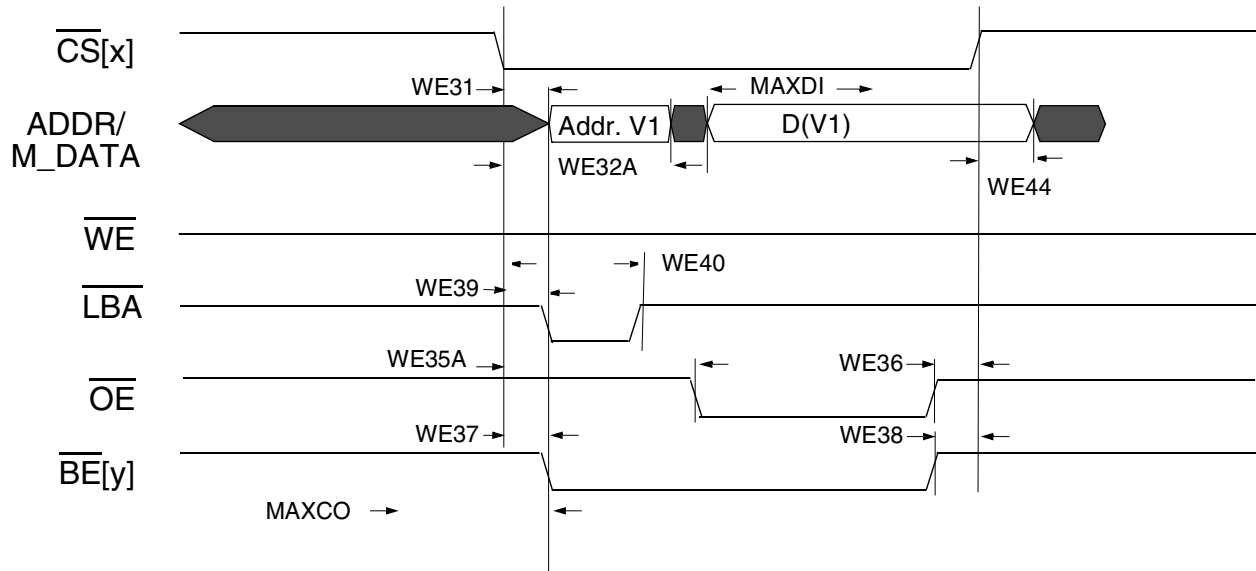 CS[x]
WE31
MAXDI
ADDR/
M_DATA
Addr. V1
D(V1)
WE32A
WE44
WE
WE40
WE39
LBA
WE35A
WE36
OE
WE37
WE38
BE[y]
MAXCO